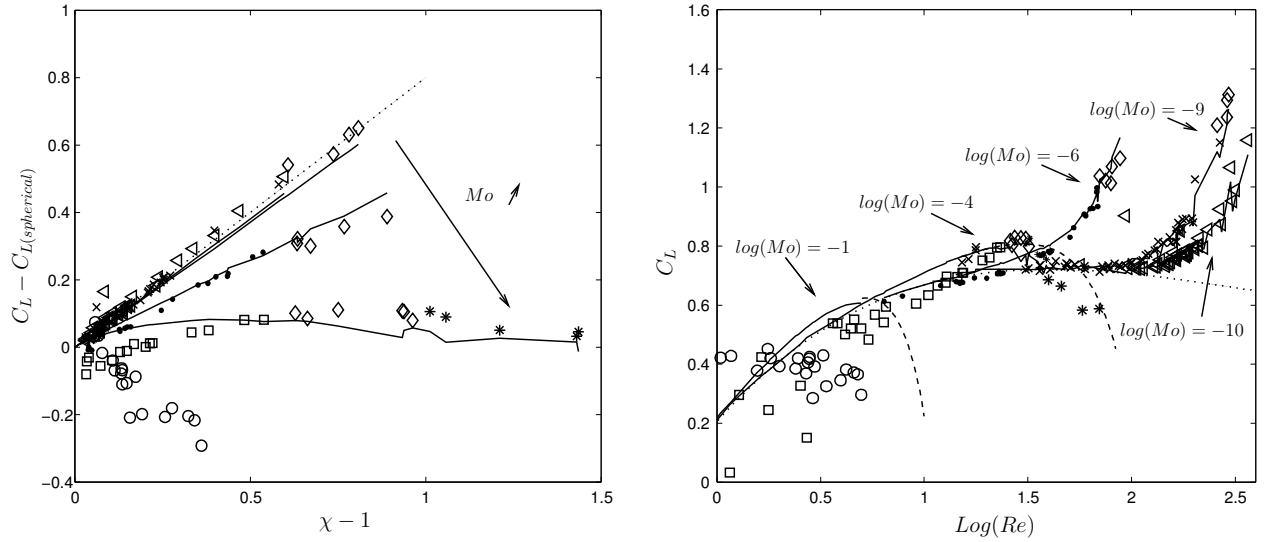 1
0.8
0.6
0.4
0.2
0
−0.2
−0.4
C_L − C_{L(spherical)}
0 0.5 1 1.5
χ − 1
Mo
1.6
1.4
1.2
1
0.8
0.6
0.4
0.2
0
C_L
log(Mo) = −9
log(Mo) = −6
log(Mo) = −4
log(Mo) = −1
log(Mo) = −10
0 0.5 1 1.5 2 2.5
Log(Re)